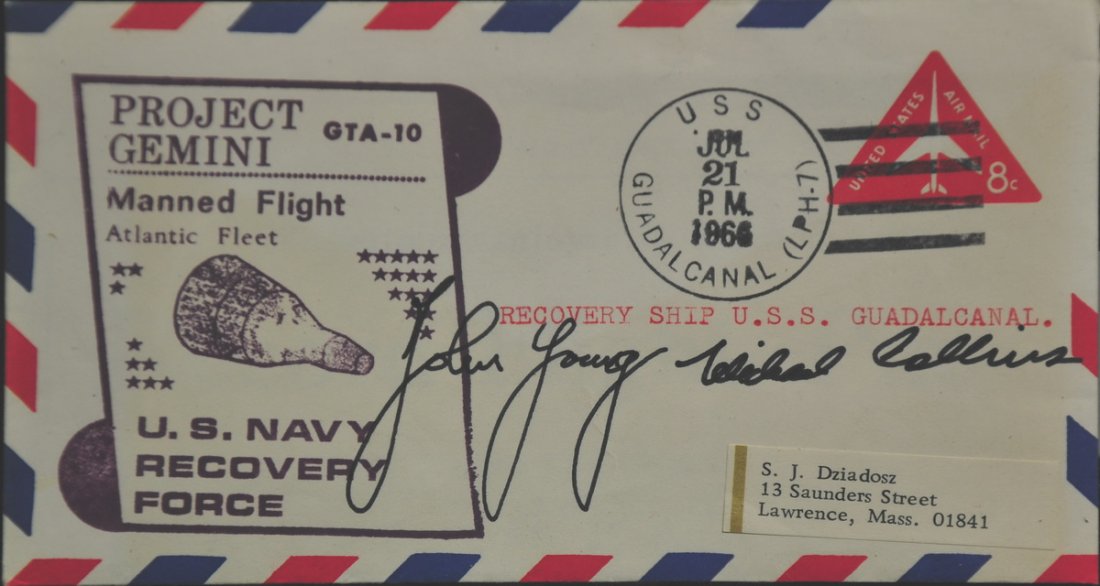 PROJECT
GEMINI
GTA-10
Manned Flight
Atlantic Fleet
U. S. NAVY
RECOVERY
FORCE
USS
GUADALCANAL (LPH-7)
JUL
21
P. M.
1966
UNITED STATES AIR MAIL
8c
RECOVERY SHIP U.S.S. GUADALCANAL.
John Young Michael Collins
S. J. Dziadosz
13 Saunders Street
Lawrence, Mass. 01841